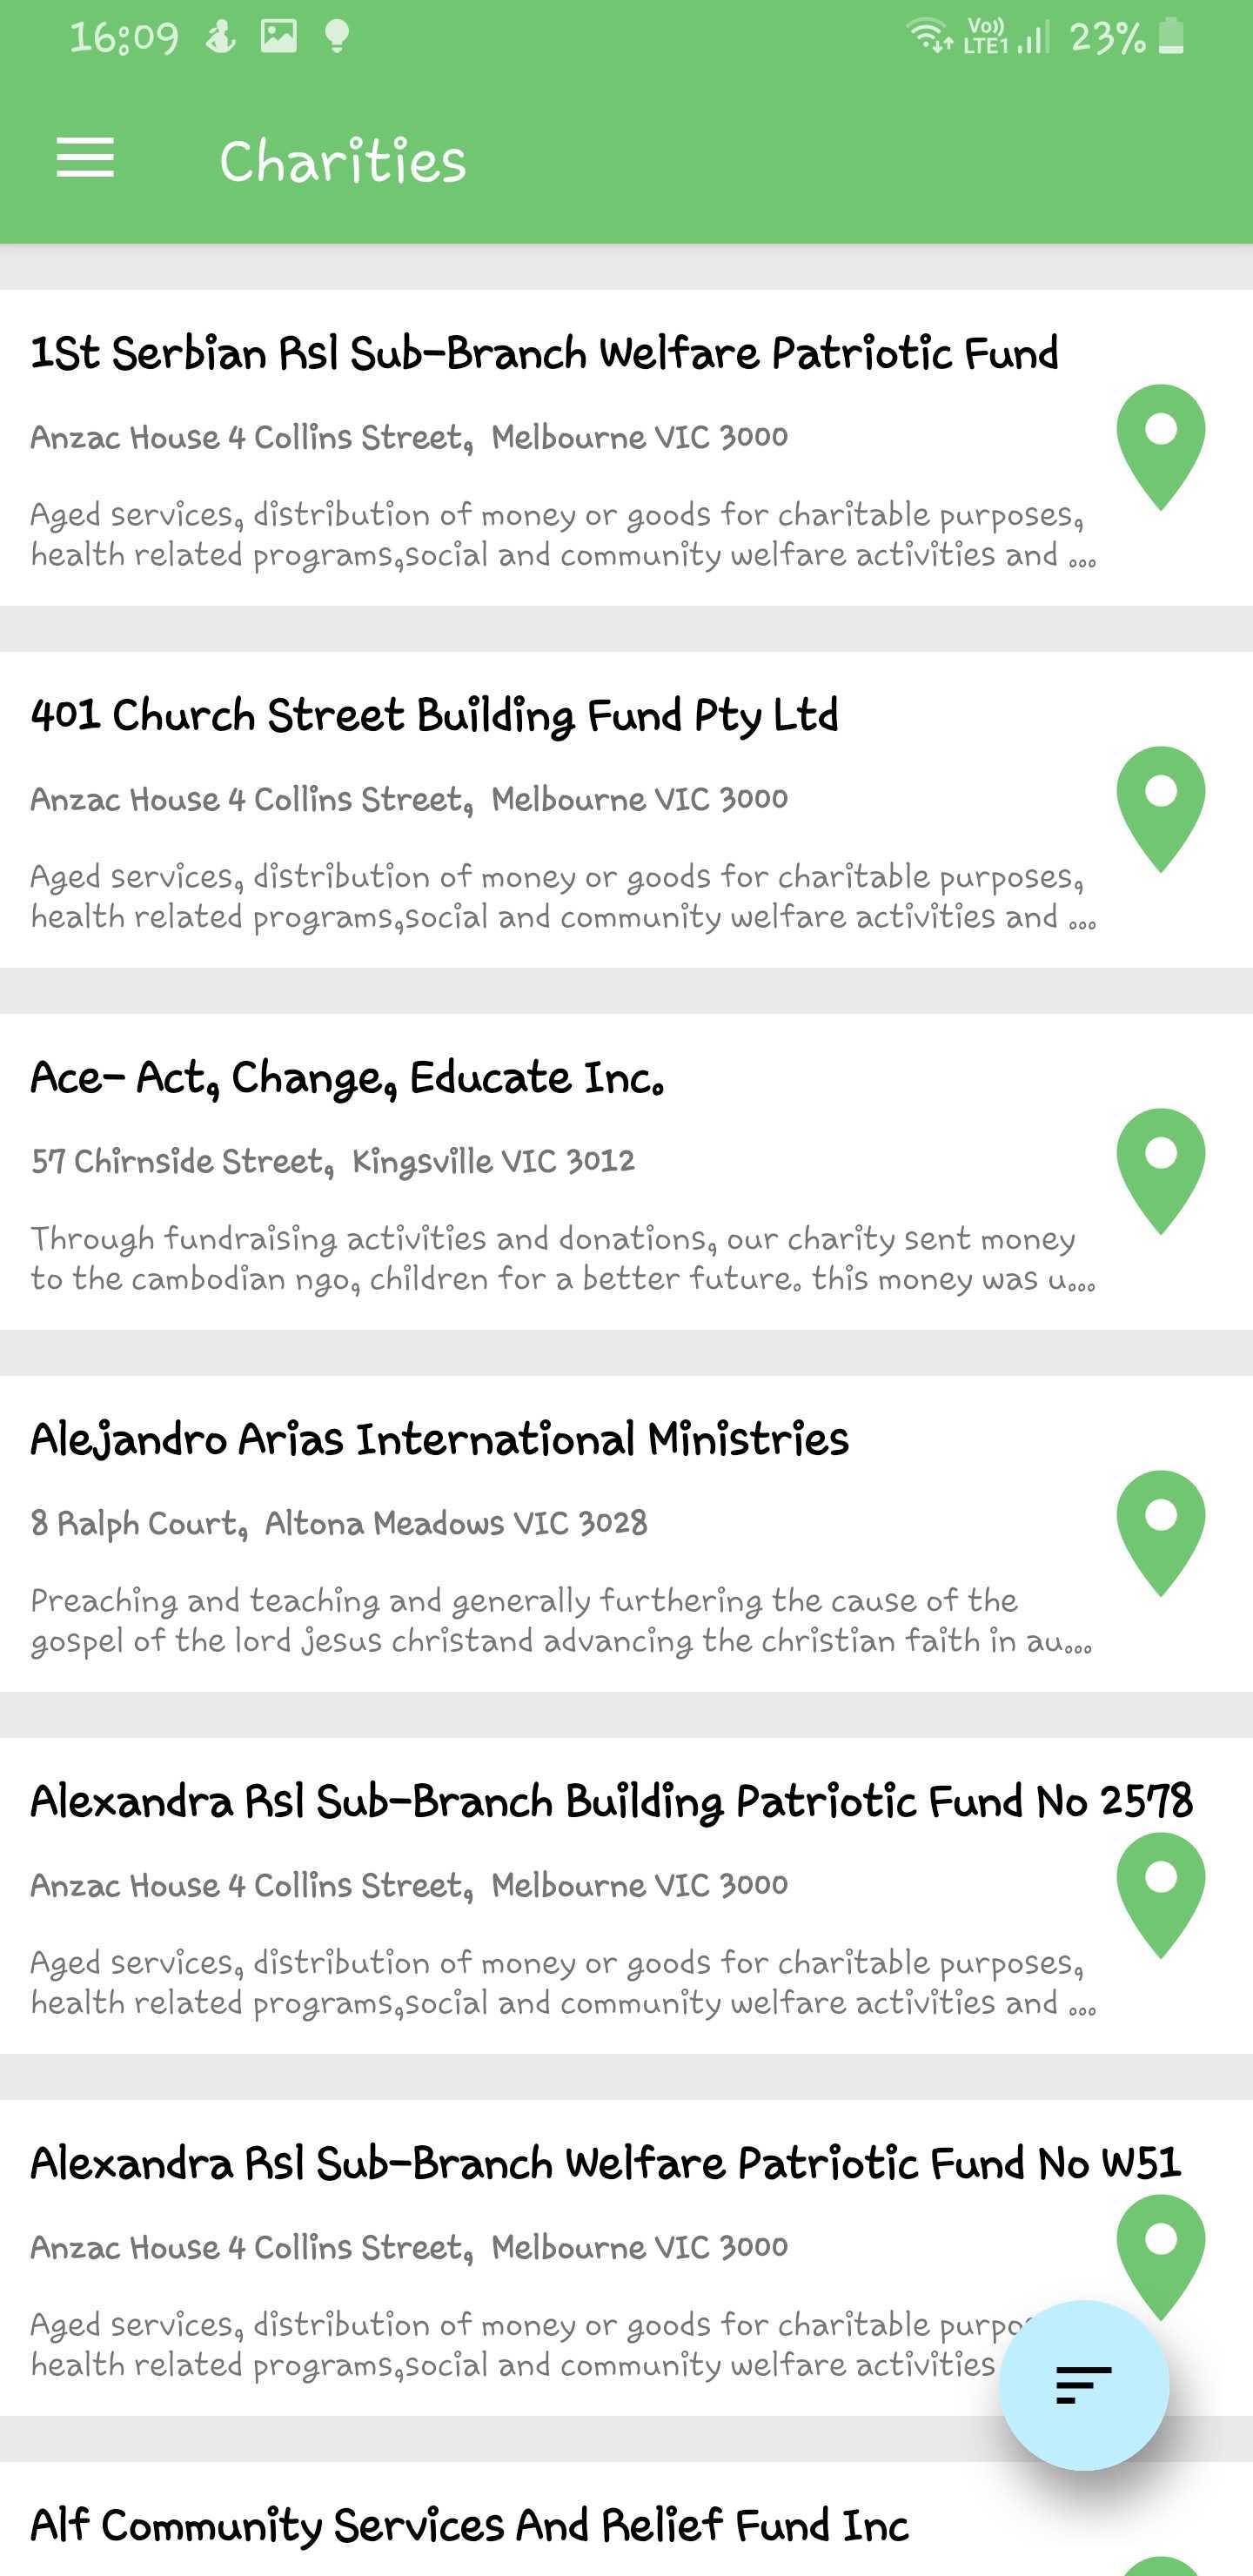 16:09
Vo)) LTE1 23%
Charities
1St Serbian Rsl Sub-Branch Welfare Patriotic Fund
Anzac House 4 Collins Street,  Melbourne VIC 3000
Aged services, distribution of money or goods for charitable purposes,
health related programs,social and community welfare activities and ...
401 Church Street Building Fund Pty Ltd
Anzac House 4 Collins Street,  Melbourne VIC 3000
Aged services, distribution of money or goods for charitable purposes,
health related programs,social and community welfare activities and ...
Ace- Act, Change, Educate Inc.
57 Chirnside Street,  Kingsville VIC 3012
Through fundraising activities and donations, our charity sent money
to the cambodian ngo, children for a better future. this money was u...
Alejandro Arias International Ministries
8 Ralph Court,  Altona Meadows VIC 3028
Preaching and teaching and generally furthering the cause of the
gospel of the lord jesus christand advancing the christian faith in au...
Alexandra Rsl Sub-Branch Building Patriotic Fund No 2578
Anzac House 4 Collins Street,  Melbourne VIC 3000
Aged services, distribution of money or goods for charitable purposes,
health related programs,social and community welfare activities and ...
Alexandra Rsl Sub-Branch Welfare Patriotic Fund No W51
Anzac House 4 Collins Street,  Melbourne VIC 3000
Aged services, distribution of money or goods for charitable
health related programs,social and community welfare activities
Alf Community Services And Relief Fund Inc